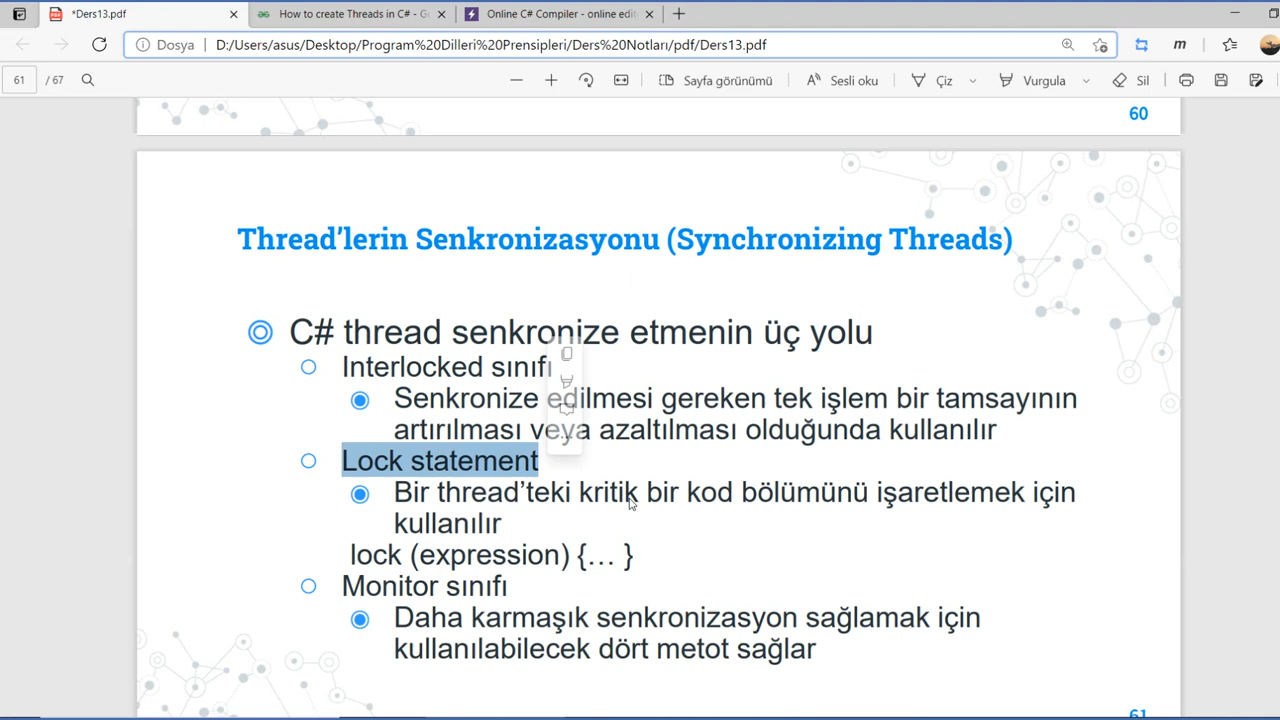 *Ders13.pdf
How to create Threads in C# - G
Online C# Compiler - online edit
Dosya
D:/Users/asus/Desktop/Program%20Dilleri%20Prensipleri/Ders%20Notları/pdf/Ders13.pdf
m
61 / 67
Sayfa görünümü
Sesli oku
Çiz
Vurgula
Sil
60
Thread’lerin Senkronizasyonu (Synchronizing Threads)
C# thread senkronize etmenin üç yolu
Interlocked sınıfı
Senkronize edilmesi gereken tek işlem bir tamsayının
artırılması veya azaltılması olduğunda kullanılır
Lock statement
Bir thread’teki kritik bir kod bölümünü işaretlemek için
kullanılır
lock (expression) {… }
Monitor sınıfı
Daha karmaşık senkronizasyon sağlamak için
kullanılabilecek dört metot sağlar
61